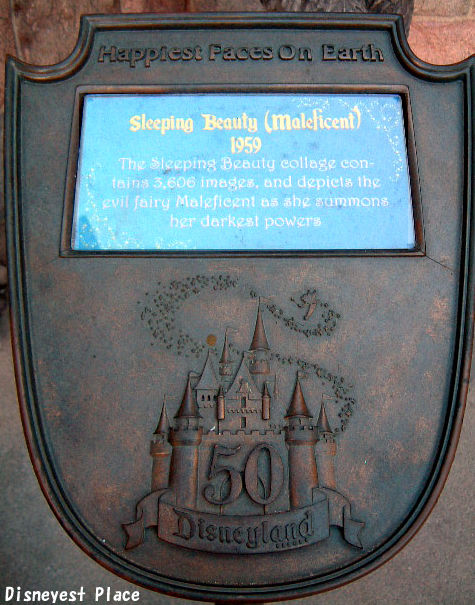 Happiest Faces On Earth
Sleeping Beauty (Maleficent)
1959
The Sleeping Beauty collage con-
tains 3,606 images, and depicts the
evil fairy Maleficent as she summons
her darkest powers
50
Disneyland
Disneyest Place